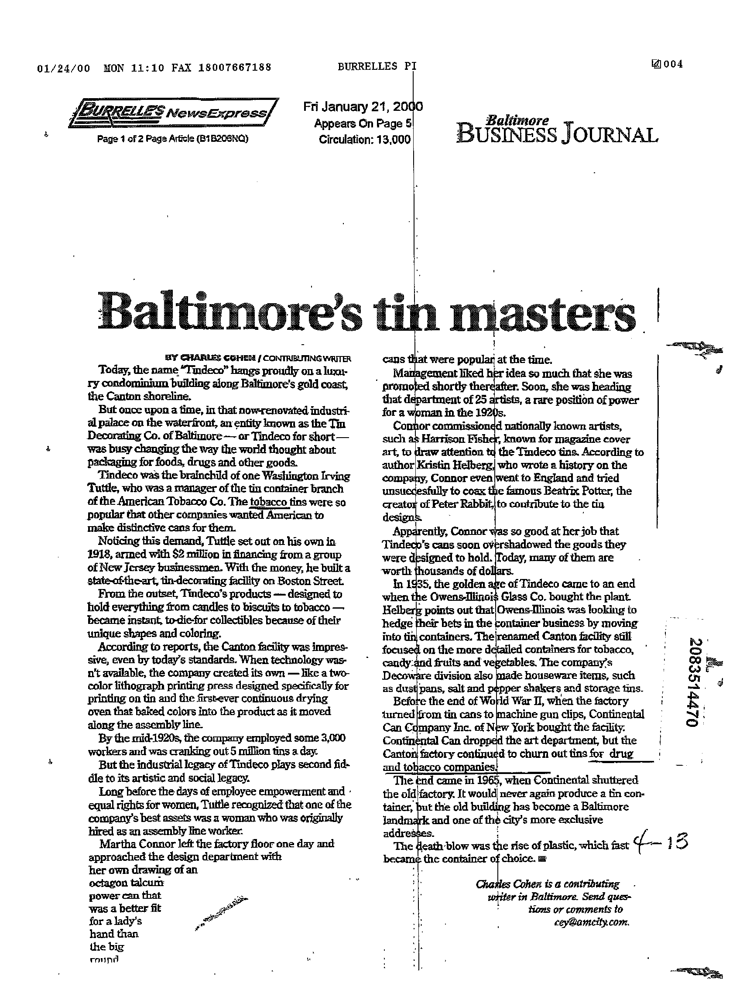 01/24/00 MON 11:10 FAX 18007667188 BURRELLES PI 004
BURRELLE'S NewsExpress
Page 1 of 2 Page Article (B1B206NQ)
Fri January 21, 2000
Appears On Page 5
Circulation: 13,000
Baltimore
BUSINESS JOURNAL
Baltimore's tin masters
BY CHARLES COHEN / CONTRIBUTING WRITER
Today, the name "Tindeco" hangs proudly on a luxu-
ry condominium building along Baltimore's gold coast,
the Canton shoreline.
But once upon a time, in that now-renovated industri-
al palace on the waterfront, an entity known as the Tin
Decorating Co. of Baltimore — or Tindeco for short —
was busy changing the way the world thought about
packaging for foods, drugs and other goods.
Tindeco was the brainchild of one Washington Irving
Tuttle, who was a manager of the tin container branch
of the American Tobacco Co. The tobacco tins were so
popular that other companies wanted American to
make distinctive cans for them.
Noticing this demand, Tuttle set out on his own in
1918, armed with $2 million in financing from a group
of New Jersey businessmen. With the money, he built a
state-of-the-art, tin-decorating facility on Boston Street.
From the outset, Tindeco's products — designed to
hold everything from candles to biscuits to tobacco —
became instant, to-die-for collectibles because of their
unique shapes and coloring.
According to reports, the Canton facility was impres-
sive, even by today's standards. When technology was-
n't available, the company created its own — like a two-
color lithograph printing press designed specifically for
printing on tin and the first-ever continuous drying
oven that baked colors into the product as it moved
along the assembly line.
By the mid-1920s, the company employed some 3,000
workers and was cranking out 5 million tins a day.
But the industrial legacy of Tindeco plays second fid-
dle to its artistic and social legacy.
Long before the days of employee empowerment and
equal rights for women, Tuttle recognized that one of the
company's best assets was a woman who was originally
hired as an assembly line worker.
Martha Connor left the factory floor one day and
approached the design department with
her own drawing of an
octagon talcum
power can that
was a better fit
for a lady's
hand than
the big
round
cans that were popular at the time.
Management liked her idea so much that she was
promoted shortly thereafter. Soon, she was heading
that department of 25 artists, a rare position of power
for a woman in the 1920s.
Connor commissioned nationally known artists,
such as Harrison Fisher, known for magazine cover
art, to draw attention to the Tindeco tins. According to
author Kristin Helberg, who wrote a history on the
company, Connor even went to England and tried
unsuccesfully to coax the famous Beatrix Potter, the
creator of Peter Rabbit, to contribute to the tin
designs.
Apparently, Connor was so good at her job that
Tindeco's cans soon overshadowed the goods they
were designed to hold. Today, many of them are
worth thousands of dollars.
In 1935, the golden age of Tindeco came to an end
when the Owens-Illinois Glass Co. bought the plant.
Helberg points out that Owens-Illinois was looking to
hedge their bets in the container business by moving
into tin containers. The renamed Canton facility still
focused on the more detailed containers for tobacco,
candy and fruits and vegetables. The company's
Decoware division also made houseware items, such
as dust pans, salt and pepper shakers and storage tins.
Before the end of World War II, when the factory
turned from tin cans to machine gun clips, Continental
Can Company Inc. of New York bought the facility.
Continental Can dropped the art department, but the
Canton factory continued to churn out tins for drug
and tobacco companies.
The end came in 1965, when Continental shuttered
the old factory. It would never again produce a tin con-
tainer, but the old building has become a Baltimore
landmark and one of the city's more exclusive
addresses.
The death blow was the rise of plastic, which fast
became the container of choice.
4-13
Charles Cohen is a contributing
writer in Baltimore. Send ques-
tions or comments to
cey@amcity.com.
2083514470